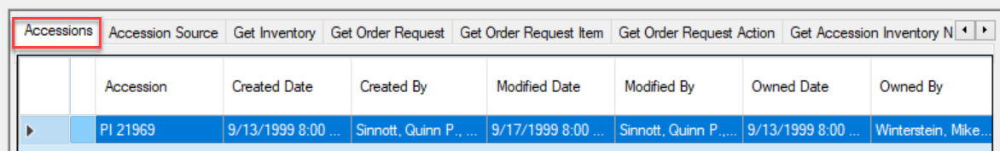 Accessions Accession Source Get Inventory Get Order Request Get Order Request Item Get Order Request Action Get Accession Inventory N
Accession Created Date Created By Modified Date Modified By Owned Date Owned By
PI 21969 9/13/1999 8:00 ... Sinnott, Quinn P., ... 9/17/1999 8:00 ... Sinnott, Quinn P.,... 9/13/1999 8:00 ... Winterstein, Mike...